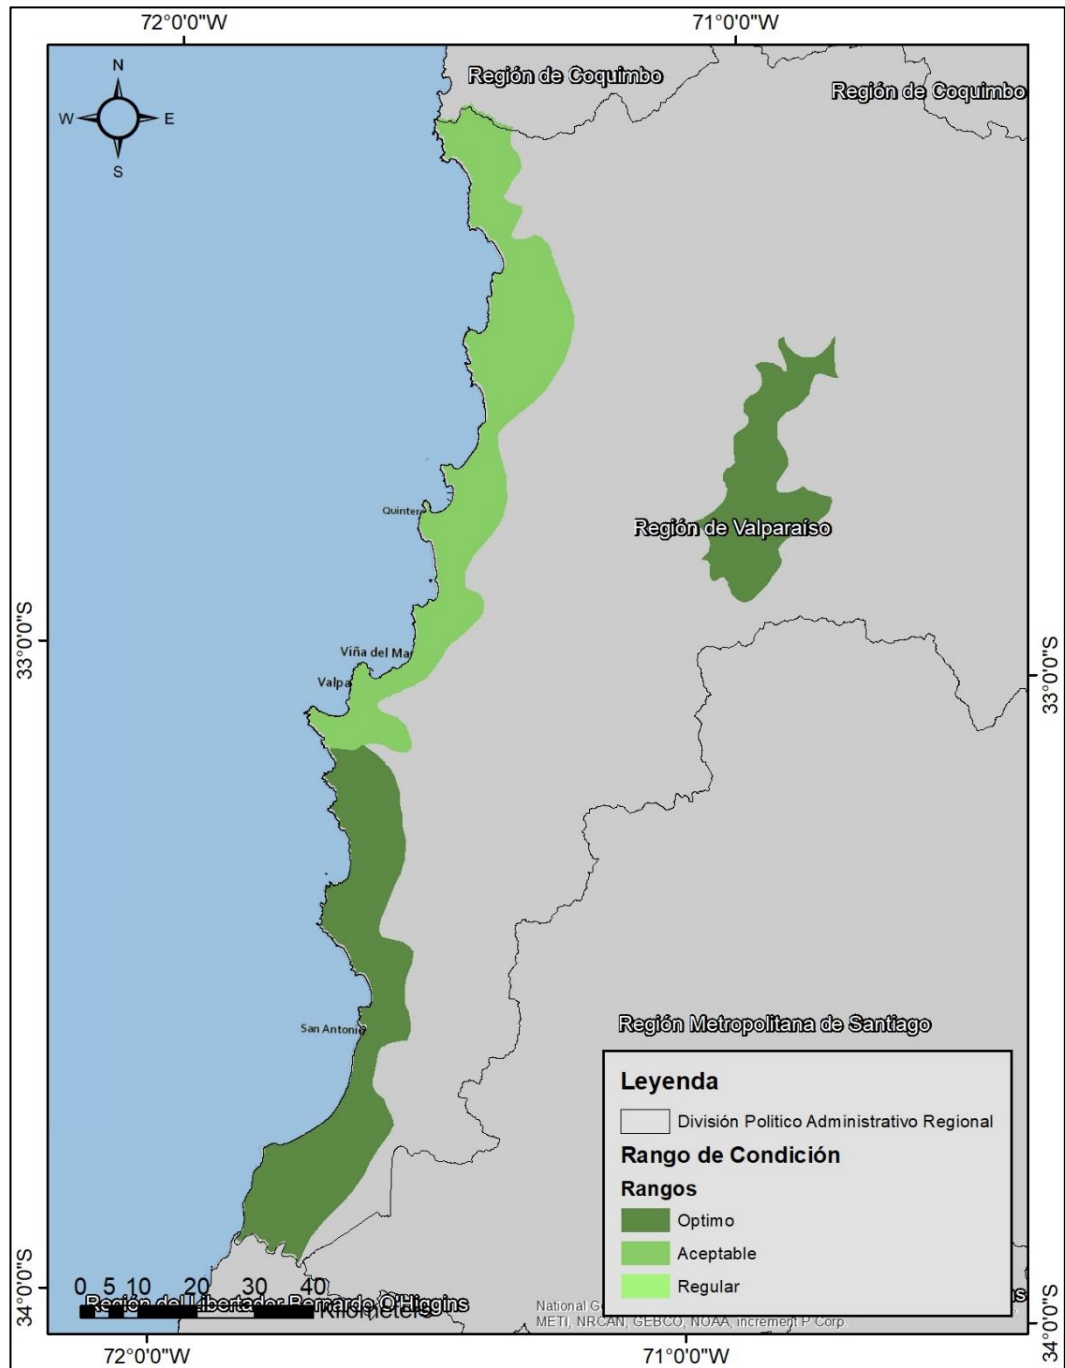 72°0'0"W
71°0'0"W
N
W
E
S
Región de Coquimbo
Región de Coquimbo
Quinter
Región de Valparaíso
33°0'0"S
33°0'0"S
Viña del Ma
Valpa
San Antonio
Región Metropolitana de Santiago
Leyenda
División Politico Administrativo Regional
Rango de Condición
Rangos
Optimo
Aceptable
Regular
34°0'0"S
34°0'0"S
0 5 10 20 30 40
Kilometers
Región del Libertador Bernardo O'Higgins
National G
METI, NRCAN, GEBCO, NOAA, increment P Corp.
72°0'0"W
71°0'0"W